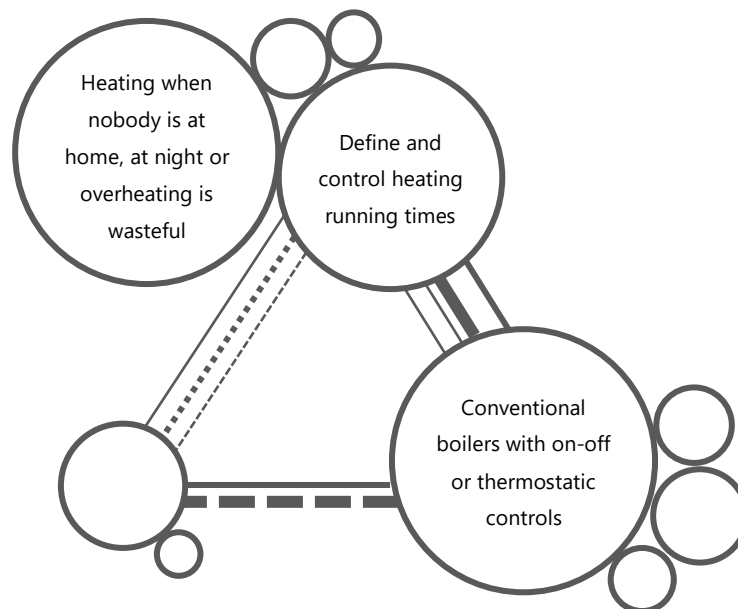 Heating when
nobody is at
home, at night or
overheating is
wasteful
Define and
control heating
running times
Conventional
boilers with on-off
or thermostatic
controls